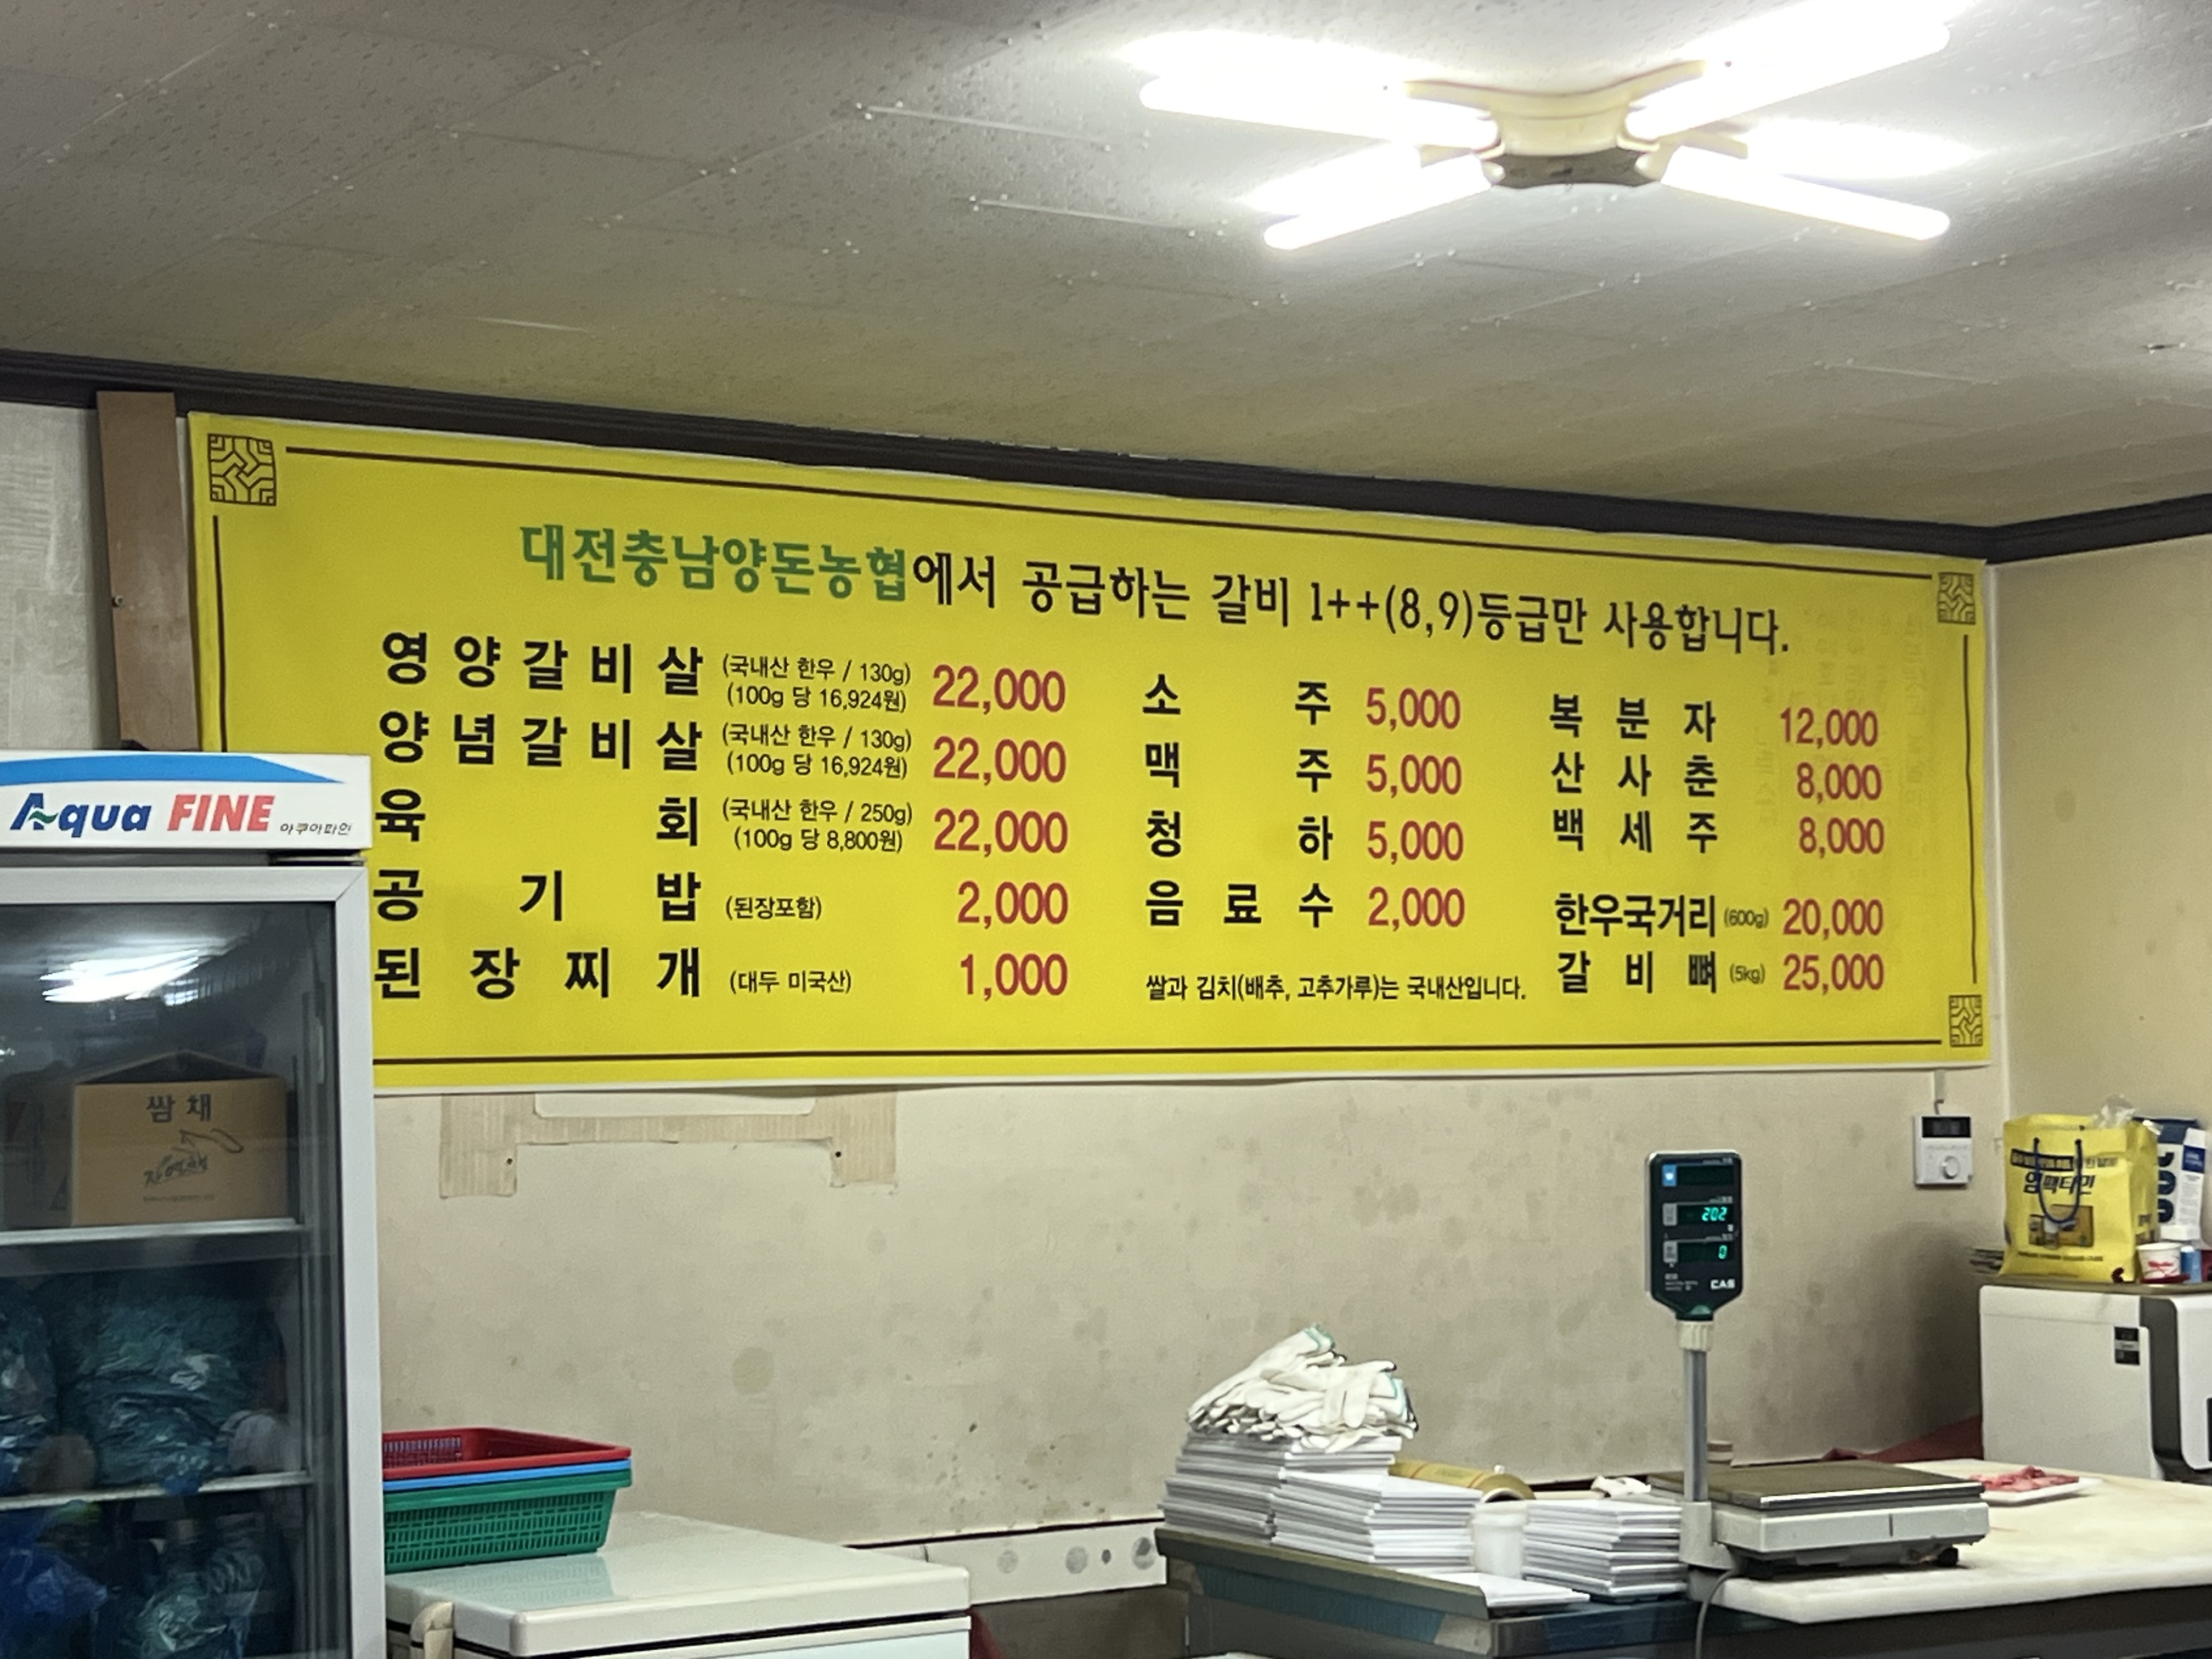 대전충남양돈농협에서 공급하는 갈비 1++(8,9)등급만 사용합니다.
영양갈비살 (국내산 한우 / 130g) 22,000
(100g 당 16,924원)
양념갈비살 (국내산 한우 / 130g) 22,000
(100g 당 16,924원)
육회 (국내산 한우 / 250g) 22,000
(100g 당 8,800원)
공기밥 (된장포함) 2,000
된장찌개 (대두 미국산) 1,000
소주 5,000
맥주 5,000
청하 5,000
음료수 2,000
쌀과 김치(배추, 고추가루)는 국내산입니다.
복분자 12,000
산사춘 8,000
백세주 8,000
한우국거리 (600g) 20,000
갈비뼈 (5kg) 25,000
Aqua FINE 아쿠아파인
쌈채
202
0
CAS
임팩타민